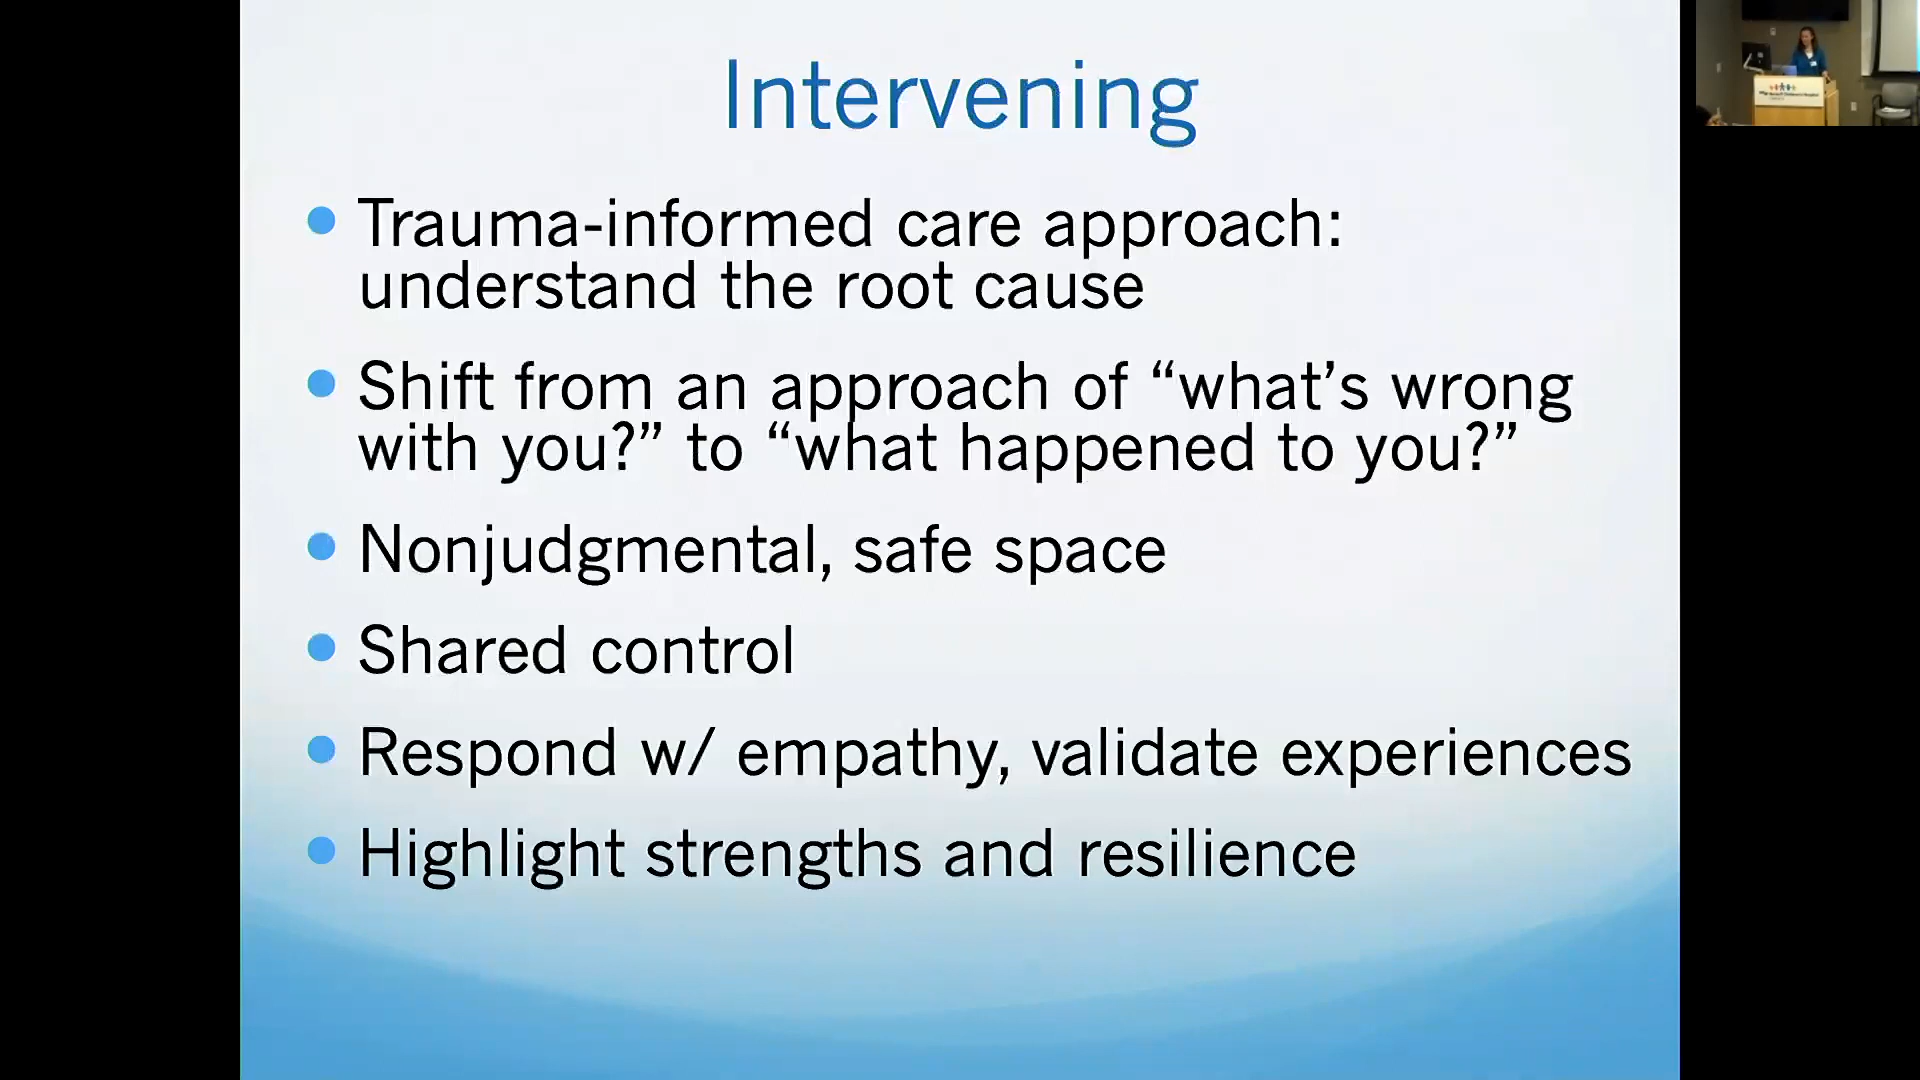 Intervening
• Trauma-informed care approach:
understand the root cause
• Shift from an approach of “what’s wrong
with you?” to “what happened to you?”
• Nonjudgmental, safe space
• Shared control
• Respond w/ empathy, validate experiences
• Highlight strengths and resilience